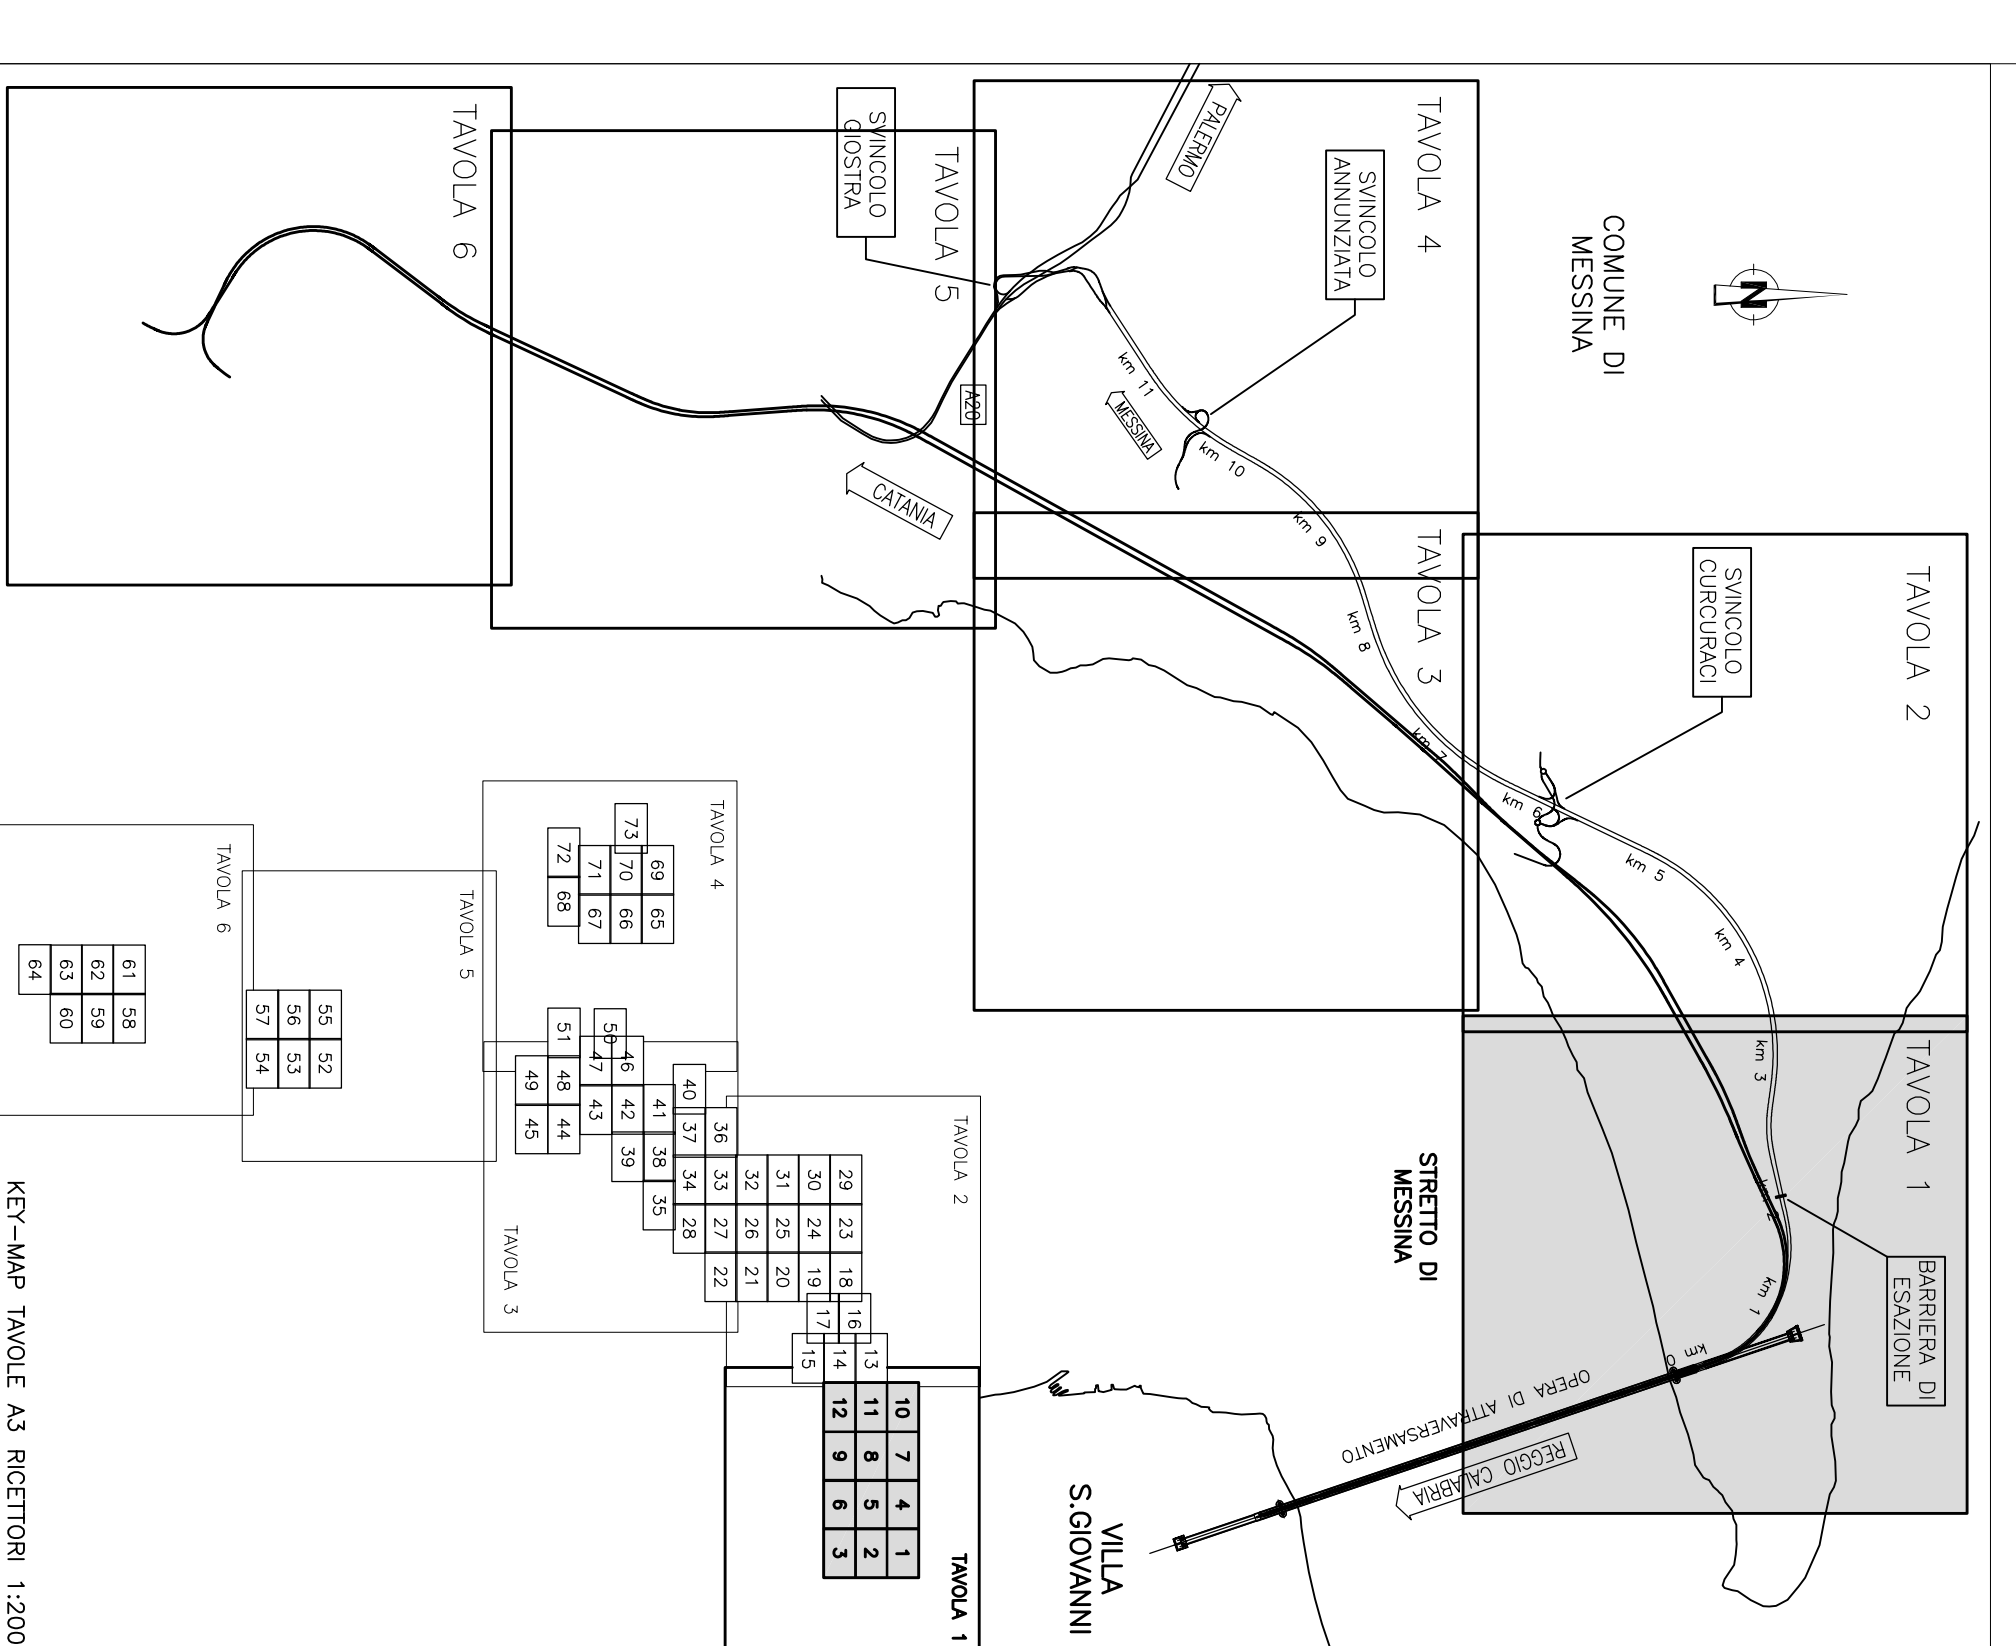 COMUNE DI
MESSINA
N
TAVOLA 1
TAVOLA 2
TAVOLA 3
TAVOLA 4
TAVOLA 5
TAVOLA 6
PALERMO
SVINCOLO
ANNUNZIATA
SVINCOLO
GIOSTRA
SVINCOLO
CURCURACI
BARRIERA DI
ESAZIONE
A20
MESSINA
CATANIA
km 11
km 10
km 9
km 8
km 7
km 6
km 5
km 4
km 3
km 2
km 1
km 0
STRETTO DI
MESSINA
OPERA DI ATTRAVERSAMENTO
REGGIO CALABRIA
VILLA
S.GIOVANNI
TAVOLA 4
73
69
70
71
72
65
66
67
68
TAVOLA 5
55
56
57
52
53
54
TAVOLA 6
61
62
63
64
58
59
60
TAVOLA 3
51
50
46
47
48
49
40
41
42
43
44
45
36
37
38
39
35
TAVOLA 2
29
30
31
32
33
34
23
24
25
26
27
28
18
19
20
21
22
16
17
13
14
15
TAVOLA 1
10
11
12
7
8
9
4
5
6
1
2
3
KEY-MAP TAVOLE A3 RICETTORI 1:200